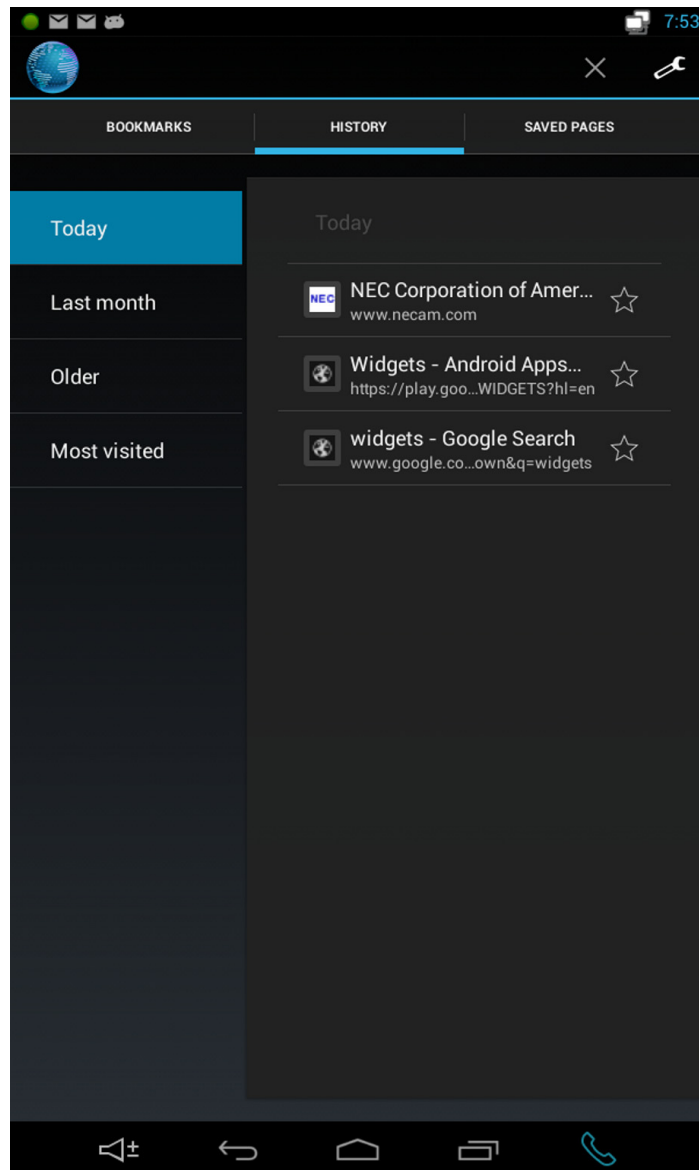 7:53
BOOKMARKS
HISTORY
SAVED PAGES
Today
Last month
Older
Most visited
Today
NEC
NEC Corporation of Amer...
www.necam.com
Widgets - Android Apps...
https://play.goo...WIDGETS?hl=en
widgets - Google Search
www.google.co...own&q=widgets